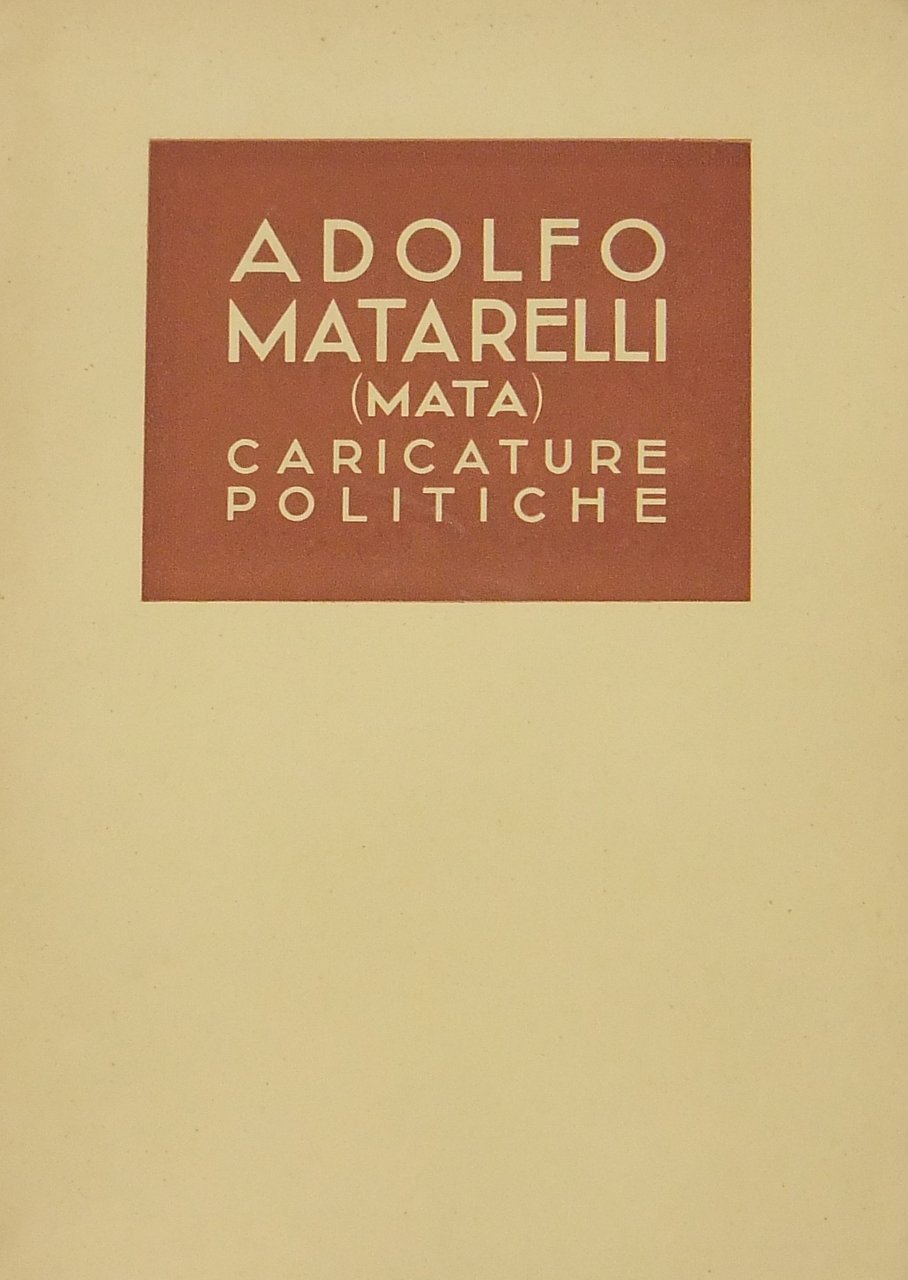 ADOLFO
MATARELLI
(MATA)
CARICATURE
POLITICHE